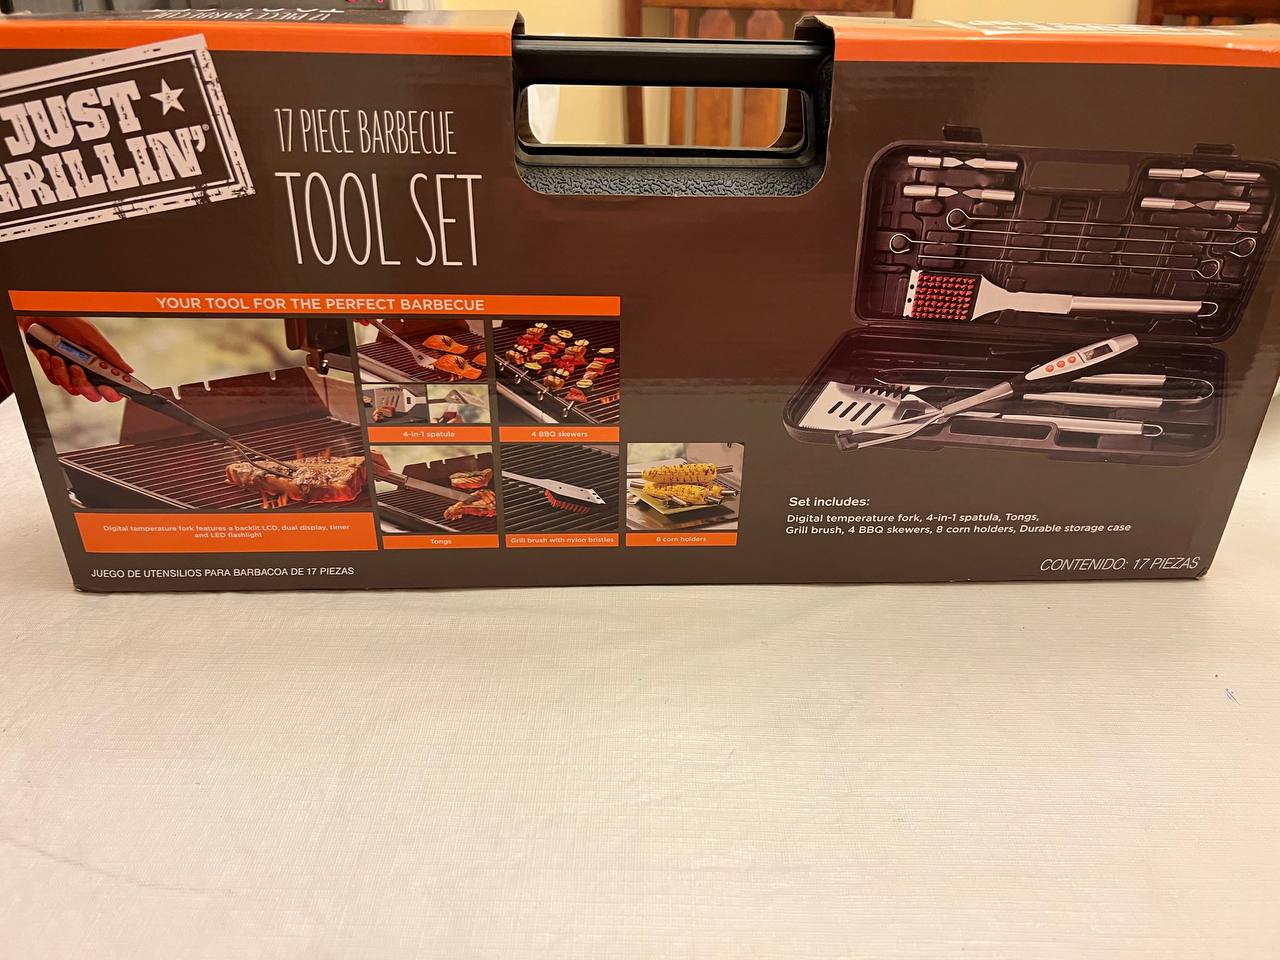 JUST
GRILLIN'
17 PIECE BARBECUE
TOOL SET
YOUR TOOL FOR THE PERFECT BARBECUE
4-in-1 spatula
4 BBQ skewers
Digital temperature fork features a backlit LCD, dual display, timer
and LED flashlight
Tongs
Grill brush with nylon bristles
8 corn holders
JUEGO DE UTENSILIOS PARA BARBACOA DE 17 PIEZAS
Set includes:
Digital temperature fork, 4-in-1 spatula, Tongs,
Grill brush, 4 BBQ skewers, 8 corn holders, Durable storage case
CONTENIDO: 17 PIEZAS